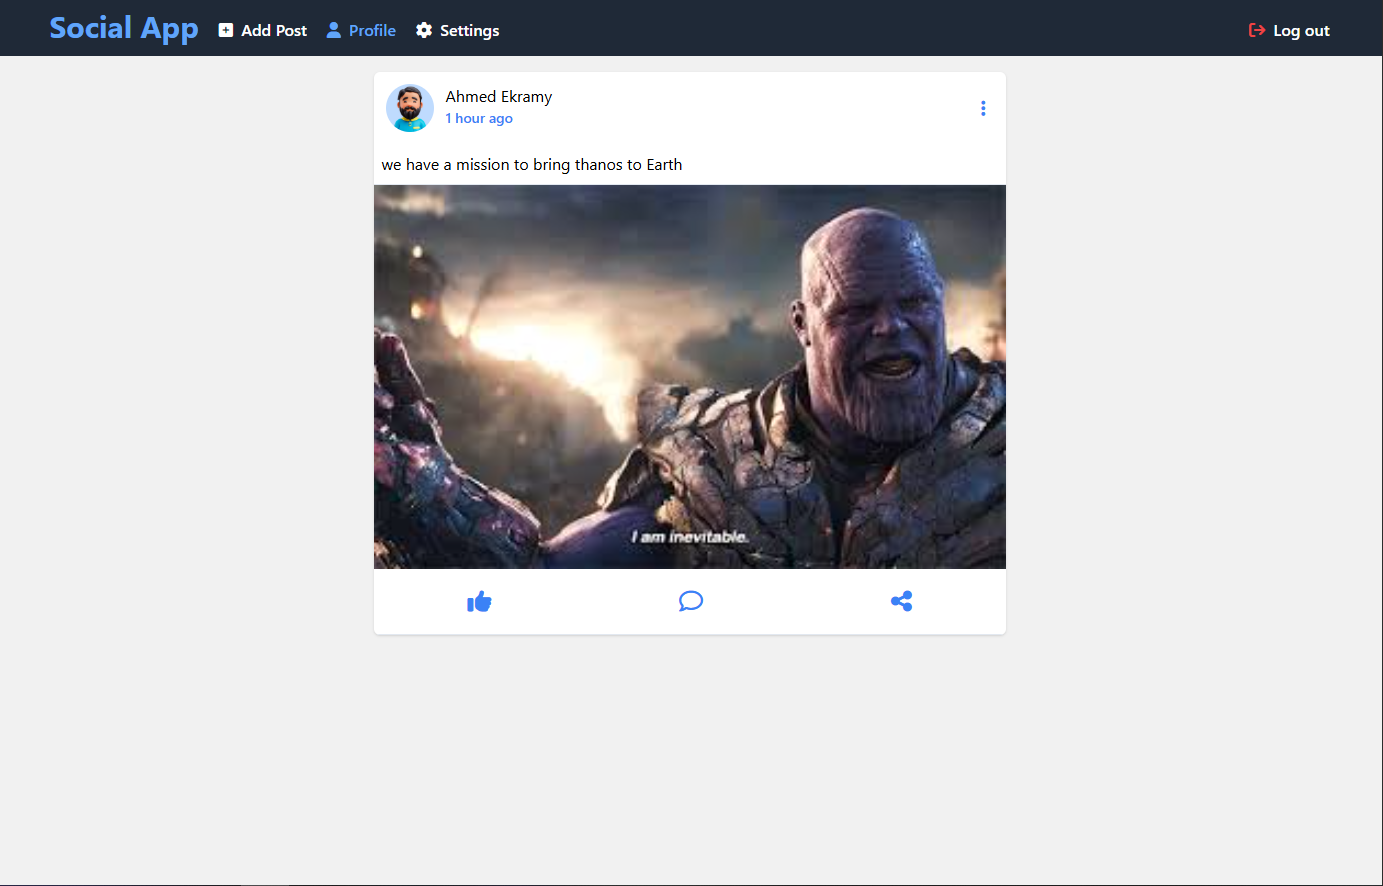 Social App
Add Post
Profile
Settings
Log out
Ahmed Ekramy
1 hour ago
we have a mission to bring thanos to Earth
I am inevitable.